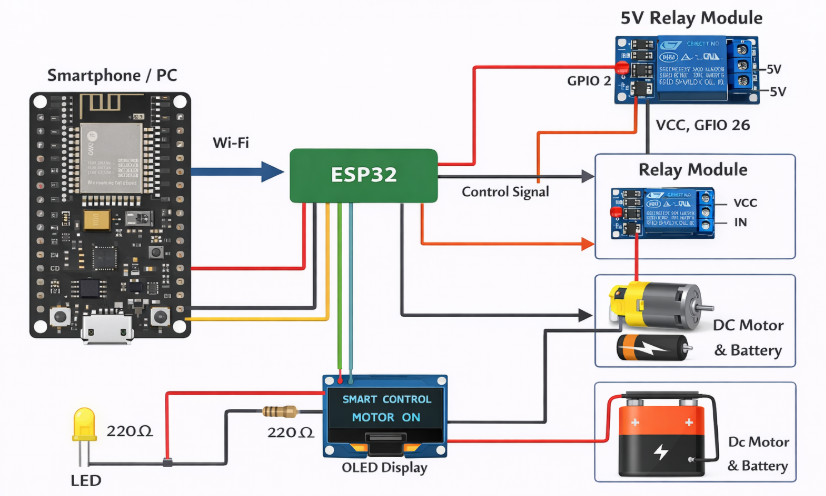 5V Relay Module
Smartphone / PC
GPIO 2
5V
5V
Wi-Fi
VCC, GFIO 26
ESP32
Control Signal
Relay Module
VCC
IN
DC Motor
& Battery
SMART CONTROL
MOTOR ON
220Ω
220Ω
LED
OLED Display
+ +
Dc Motor
& Battery